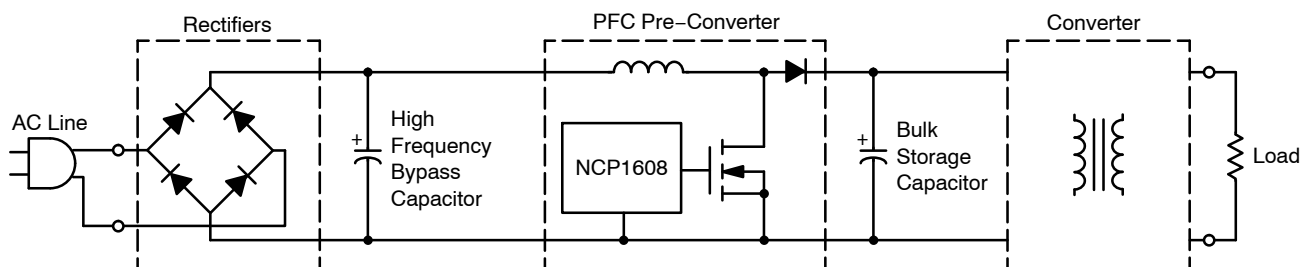 Rectifiers
PFC Pre−Converter
Converter
AC Line
+
High
Frequency
Bypass
Capacitor
NCP1608
+
Bulk
Storage
Capacitor
Load